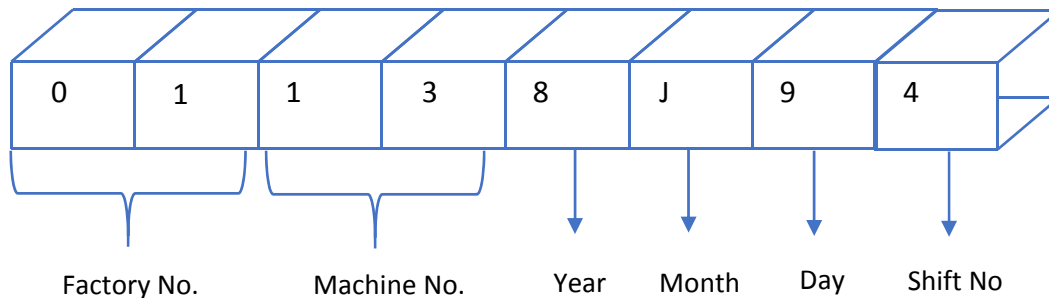 0 1 1 3 8 J 9 4
Factory No. Machine No. Year Month Day Shift No